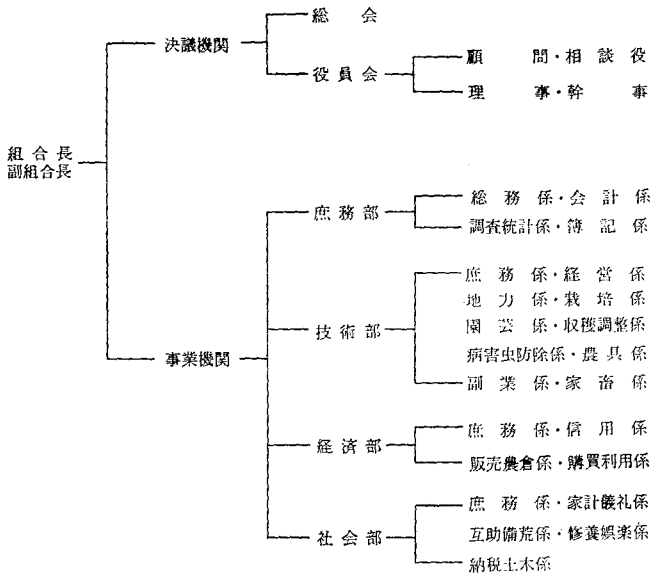 組合長
副組合長
決議機関
総会
役員会
顧問・相談役
理事・幹事
事業機関
庶務部
総務係・会計係
調査統計係・簿記係
技術部
庶務係・経営係
地力係・栽培係
園芸係・収穫調整係
病害虫防除係・農具係
副業係・家畜係
経済部
庶務係・信用係
販売農倉係・購買利用係
社会部
庶務係・家計儀礼係
互助備荒係・修養娯楽係
納税土木係